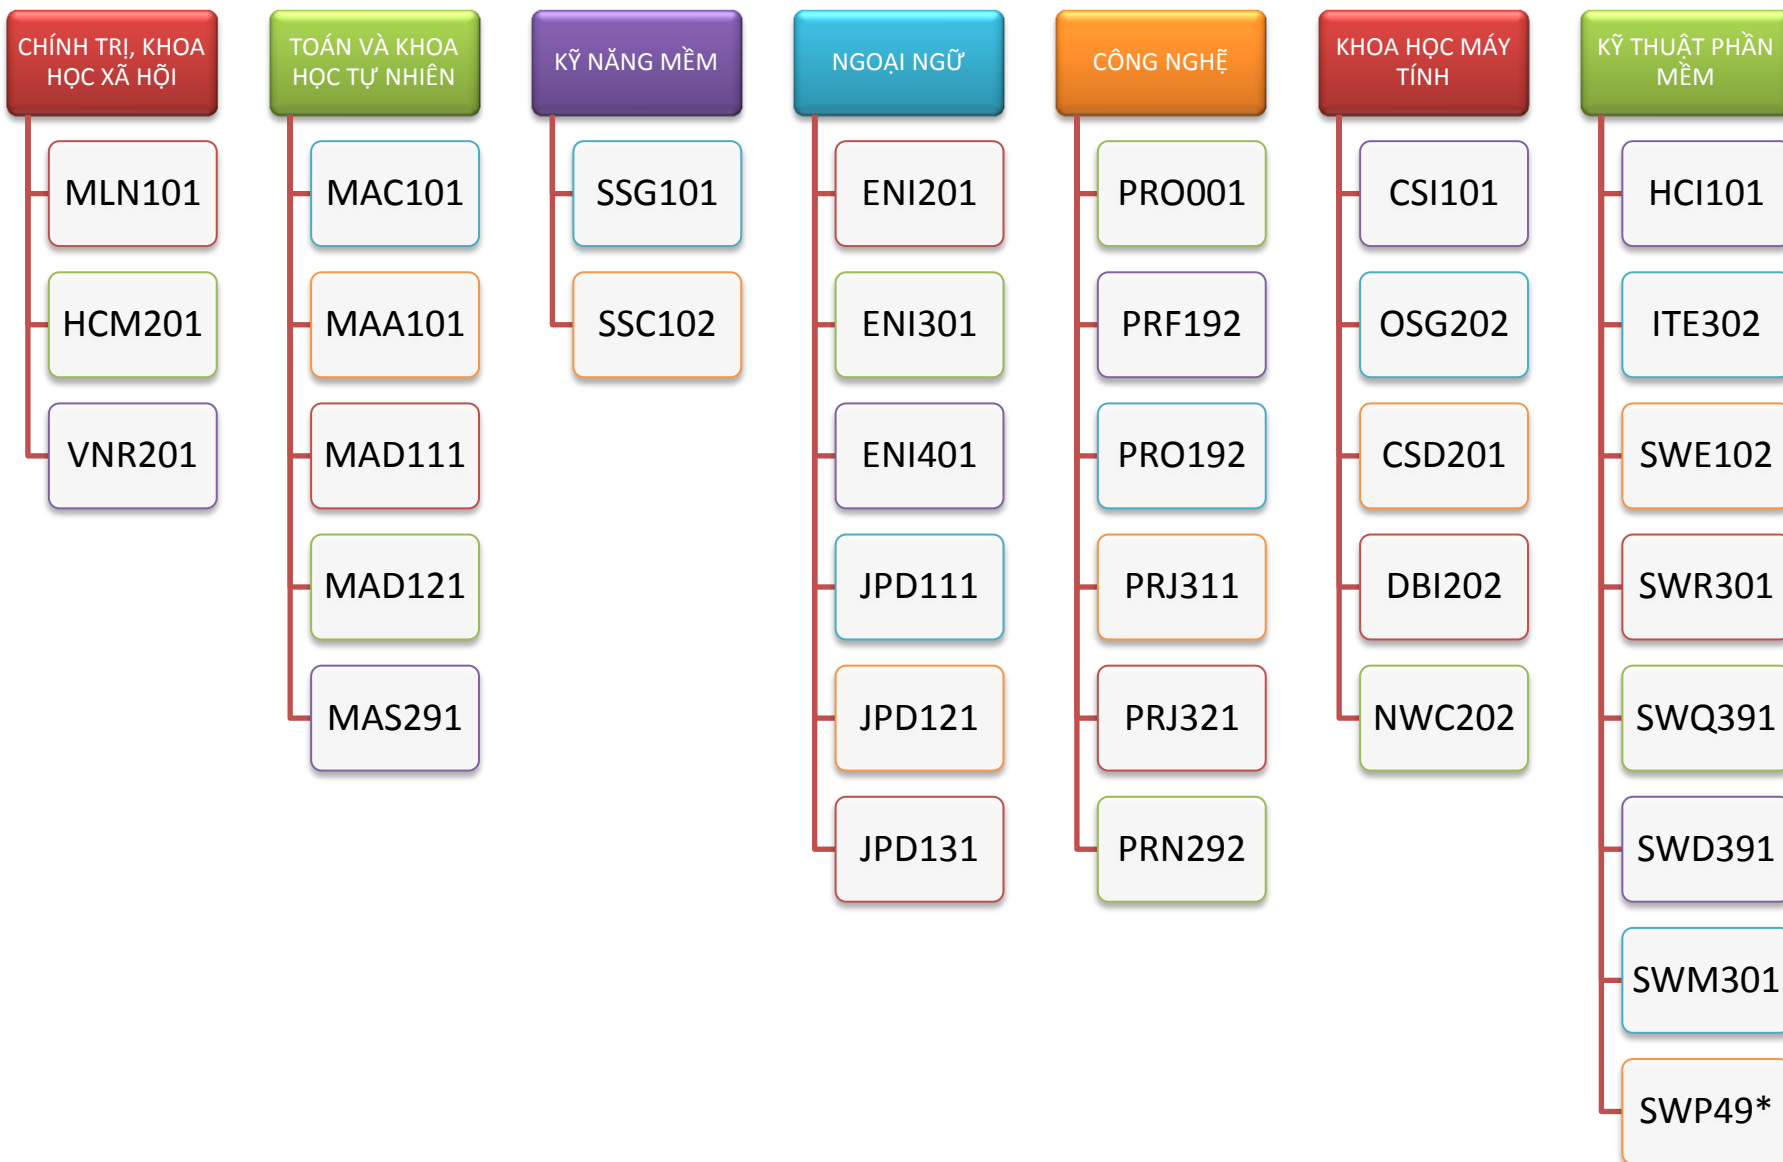 CHÍNH TRỊ, KHOA
HỌC XÃ HỘI
MLN101
HCM201
VNR201
TOÁN VÀ KHOA
HỌC TỰ NHIÊN
MAC101
MAA101
MAD111
MAD121
MAS291
KỸ NĂNG MỀM
SSG101
SSC102
NGOẠI NGỮ
ENI201
ENI301
ENI401
JPD111
JPD121
JPD131
CÔNG NGHỆ
PRO001
PRF192
PRO192
PRJ311
PRJ321
PRN292
KHOA HỌC MÁY
TÍNH
CSI101
OSG202
CSD201
DBI202
NWC202
KỸ THUẬT PHẦN
MỀM
HCI101
ITE302
SWE102
SWR301
SWQ391
SWD391
SWM301
SWP49*